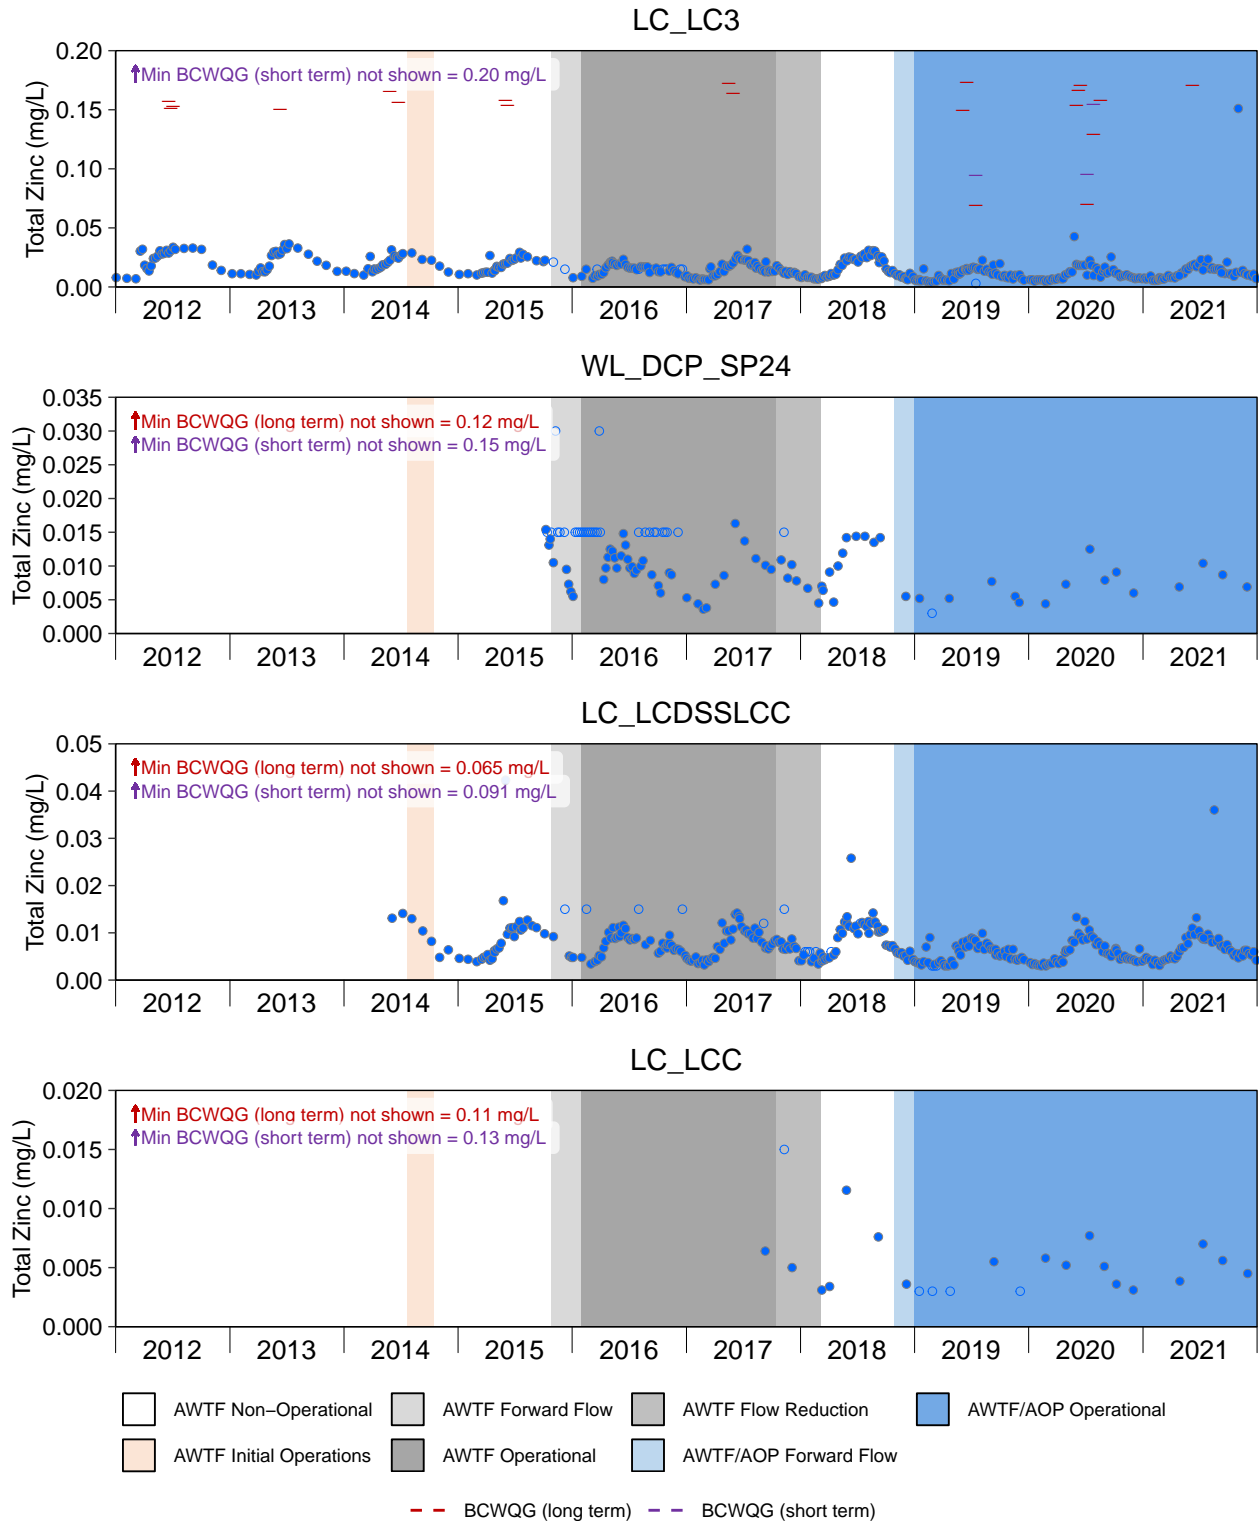 LC_LC3
Total Zinc (mg/L)
0.20
0.15
0.10
0.05
0.00
Min BCWQG (short term) not shown = 0.20 mg/L
2012 2013 2014 2015 2016 2017 2018 2019 2020 2021
WL_DCP_SP24
Total Zinc (mg/L)
0.035
0.030
0.025
0.020
0.015
0.010
0.005
0.000
Min BCWQG (long term) not shown = 0.12 mg/L
Min BCWQG (short term) not shown = 0.15 mg/L
2012 2013 2014 2015 2016 2017 2018 2019 2020 2021
LC_LCDSSLCC
Total Zinc (mg/L)
0.05
0.04
0.03
0.02
0.01
0.00
Min BCWQG (long term) not shown = 0.065 mg/L
Min BCWQG (short term) not shown = 0.091 mg/L
2012 2013 2014 2015 2016 2017 2018 2019 2020 2021
LC_LCC
Total Zinc (mg/L)
0.020
0.015
0.010
0.005
0.000
Min BCWQG (long term) not shown = 0.11 mg/L
Min BCWQG (short term) not shown = 0.13 mg/L
2012 2013 2014 2015 2016 2017 2018 2019 2020 2021
AWTF Non−Operational AWTF Forward Flow AWTF Flow Reduction AWTF/AOP Operational
AWTF Initial Operations AWTF Operational AWTF/AOP Forward Flow
BCWQG (long term) BCWQG (short term)